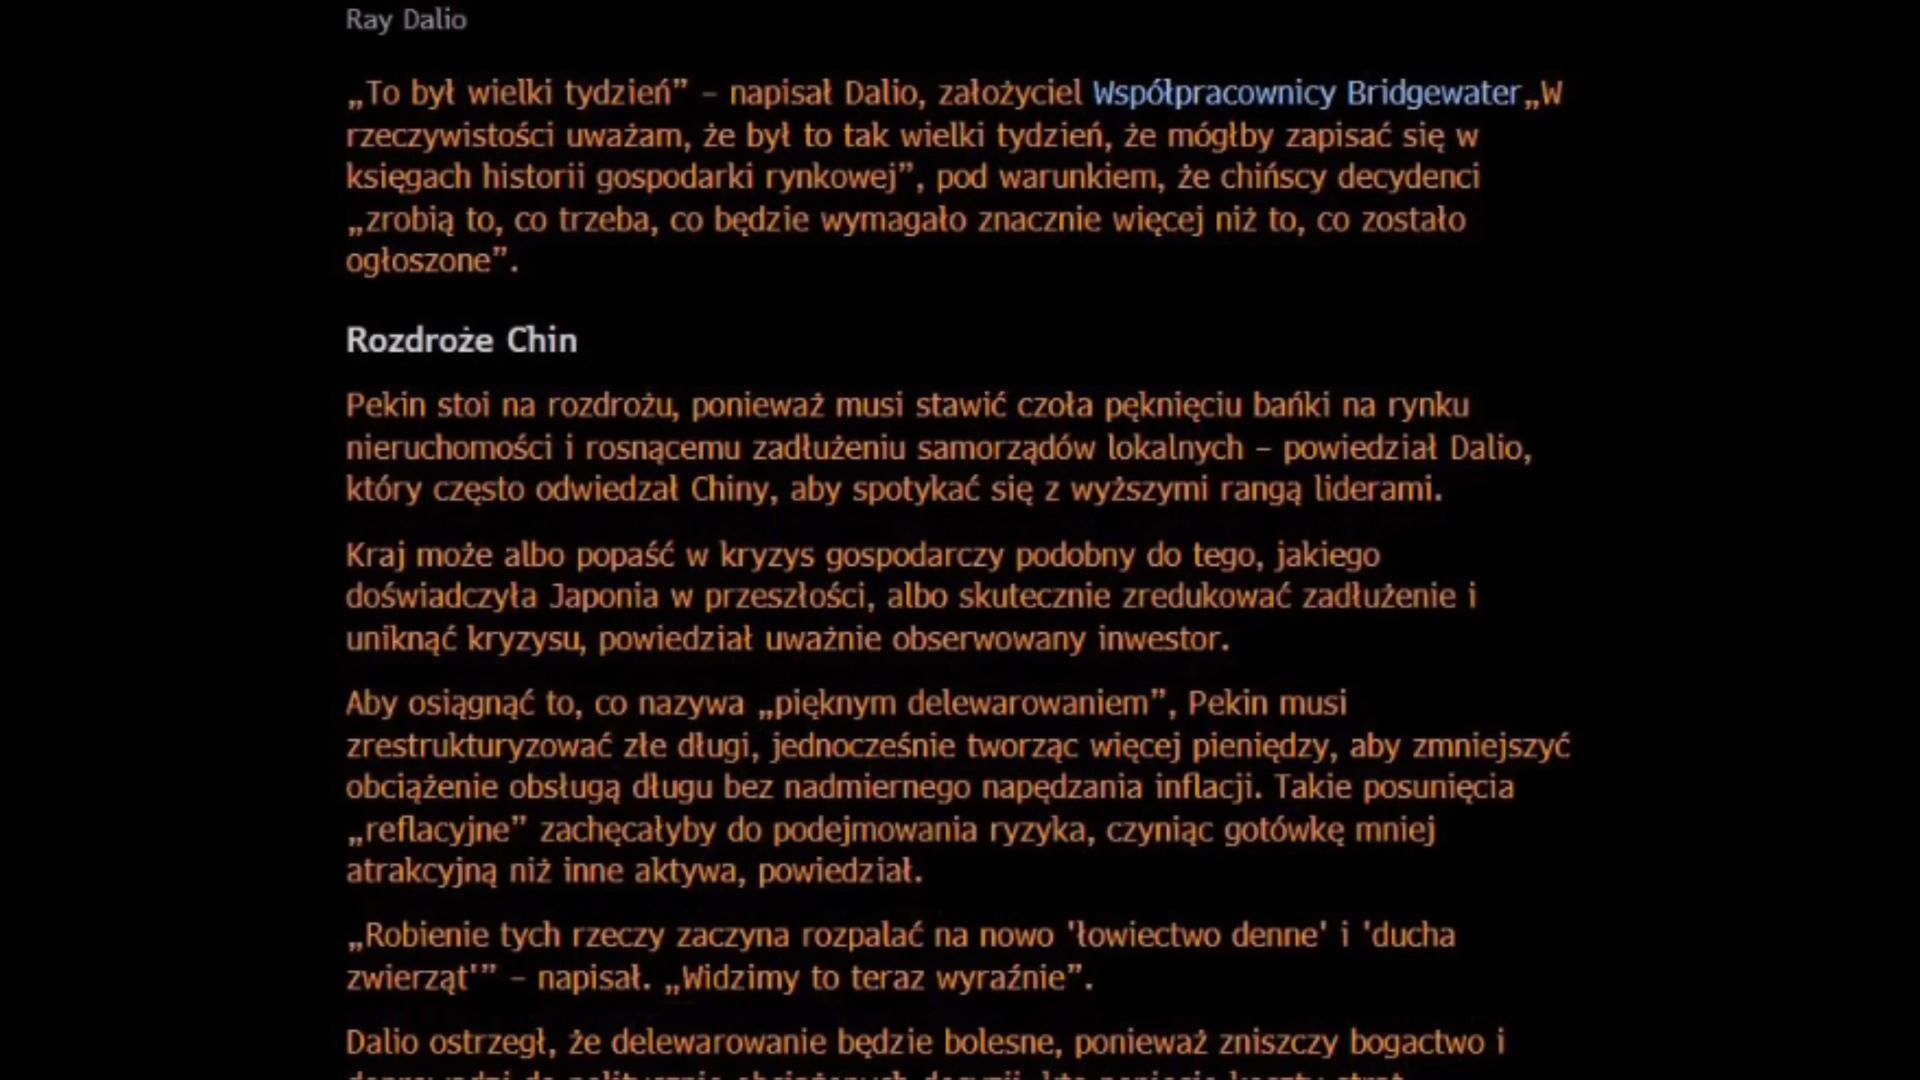 Ray Dalio
„To był wielki tydzień” – napisał Dalio, założyciel Współpracownicy Bridgewater„W
rzeczywistości uważam, że był to tak wielki tydzień, że mógłby zapisać się w
księgach historii gospodarki rynkowej”, pod warunkiem, że chińscy decydenci
„zrobią to, co trzeba, co będzie wymagało znacznie więcej niż to, co zostało
ogłoszone”.
Rozdroże Chin
Pekin stoi na rozdrożu, ponieważ musi stawić czoła pęknięciu bańki na rynku
nieruchomości i rosnącemu zadłużeniu samorządów lokalnych – powiedział Dalio,
który często odwiedzał Chiny, aby spotykać się z wyższymi rangą liderami.
Kraj może albo popaść w kryzys gospodarczy podobny do tego, jakiego
doświadczyła Japonia w przeszłości, albo skutecznie zredukować zadłużenie i
uniknąć kryzysu, powiedział uważnie obserwowany inwestor.
Aby osiągnąć to, co nazywa „pięknym delewarowaniem”, Pekin musi
zrestrukturyzować złe długi, jednocześnie tworząc więcej pieniędzy, aby zmniejszyć
obciążenie obsługą długu bez nadmiernego napędzania inflacji. Takie posunięcia
„reflacyjne” zachęcałyby do podejmowania ryzyka, czyniąc gotówkę mniej
atrakcyjną niż inne aktywa, powiedział.
„Robienie tych rzeczy zaczyna rozpalać na nowo 'łowiectwo denne' i 'ducha
zwierząt'” – napisał. „Widzimy to teraz wyraźnie”.
Dalio ostrzegł, że delewarowanie będzie bolesne, ponieważ zniszczy bogactwo i